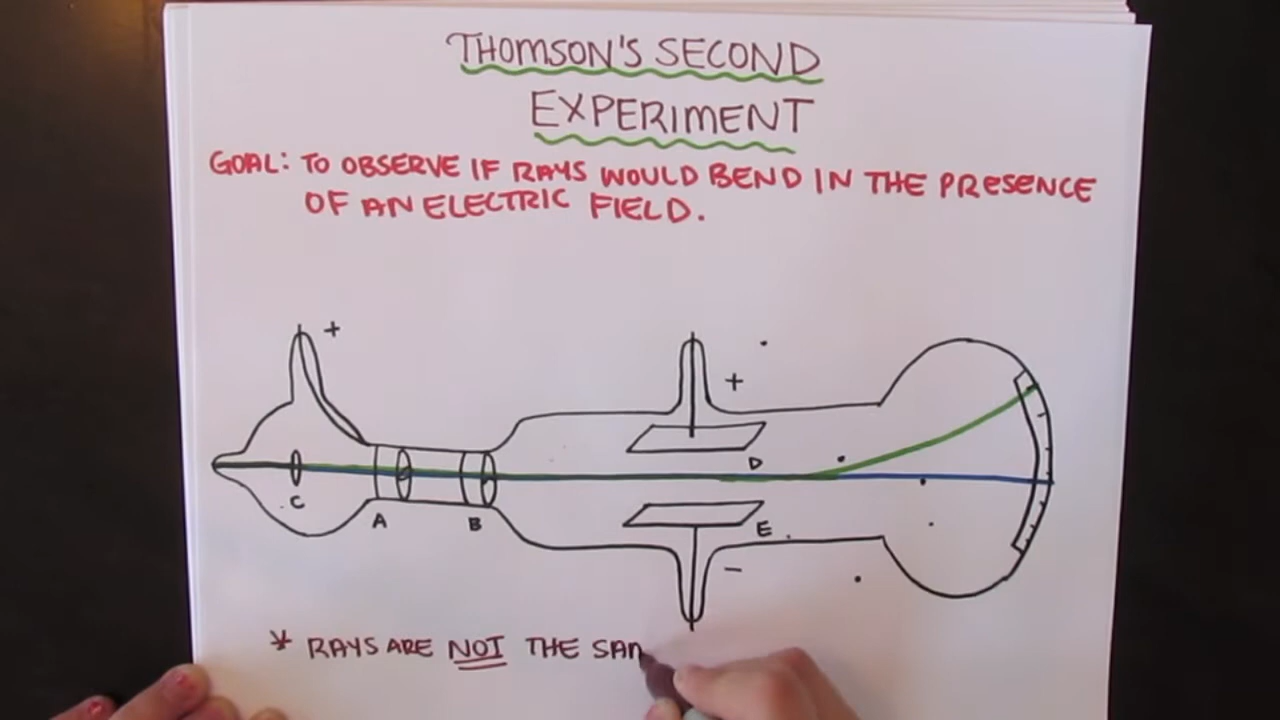 THOMSON'S SECOND
EXPERIMENT
GOAL: TO OBSERVE IF RAYS WOULD BEND IN THE PRESENCE
OF AN ELECTRIC FIELD.
+
+
D
C
A
B
E
–
* RAYS ARE NOT THE